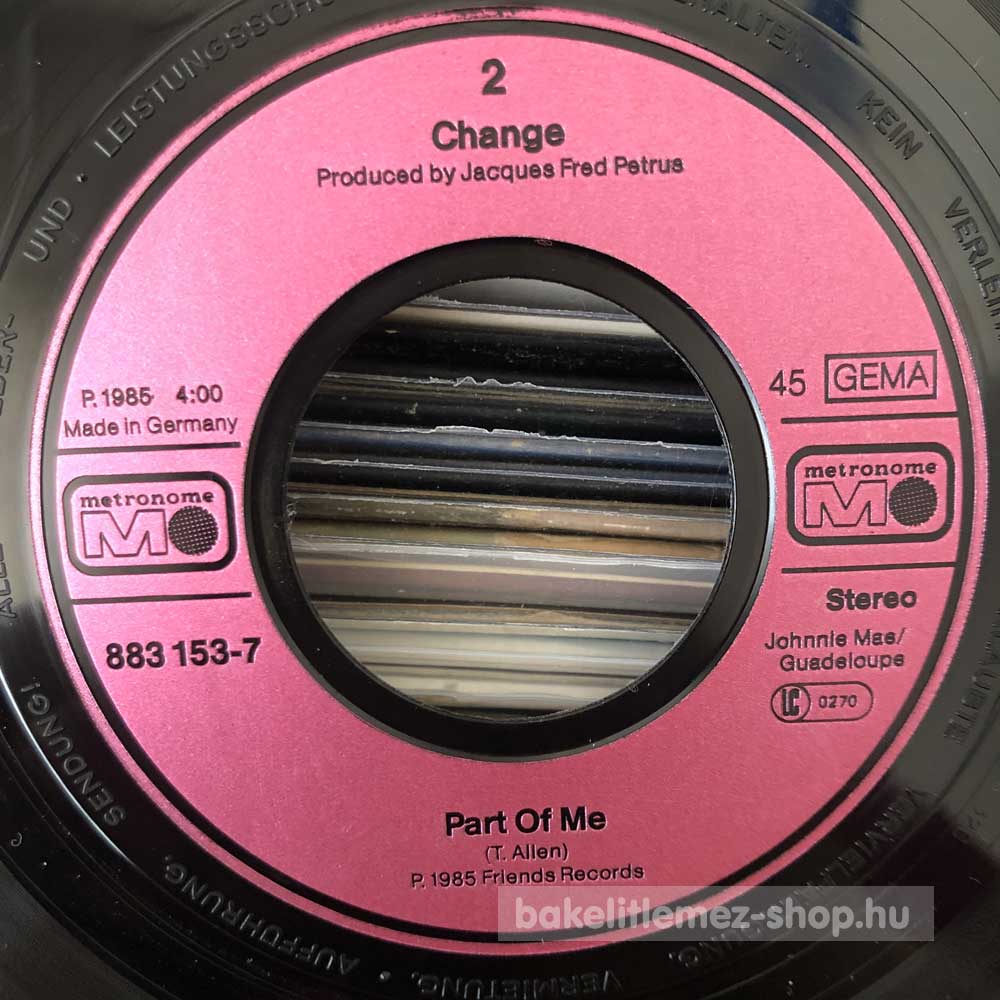 2
Change
Produced by Jacques Fred Petrus
P. 1985 4:00
Made in Germany
metronome
M
883 153-7
45 GEMA
metronome
M
Stereo
Johnnie Mae/
Guadeloupe
LC 0270
Part Of Me
(T. Allen)
P. 1985 Friends Records
bakelitlemez-shop.hu
UND • LEISTUNGSSCHU
KEIN
SENDUNG!
AUFFÜHRUNG,
VERMIETUNG,